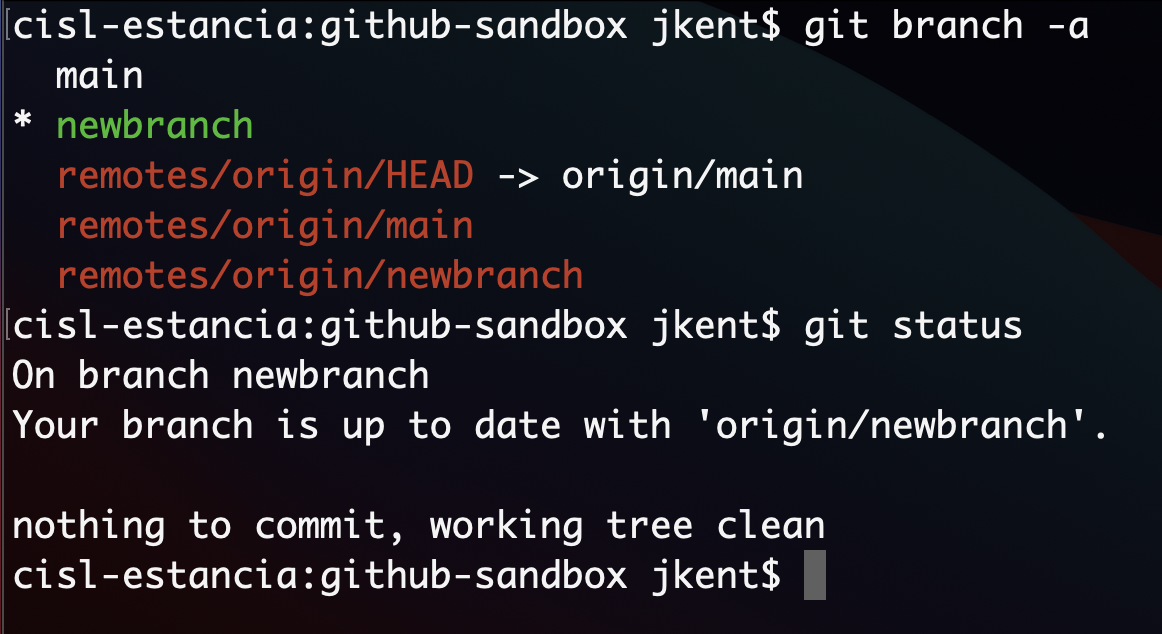 cisl-estancia:github-sandbox jkent$ git branch -a
  main
* newbranch
  remotes/origin/HEAD -> origin/main
  remotes/origin/main
  remotes/origin/newbranch
cisl-estancia:github-sandbox jkent$ git status
On branch newbranch
Your branch is up to date with 'origin/newbranch'.

nothing to commit, working tree clean
cisl-estancia:github-sandbox jkent$